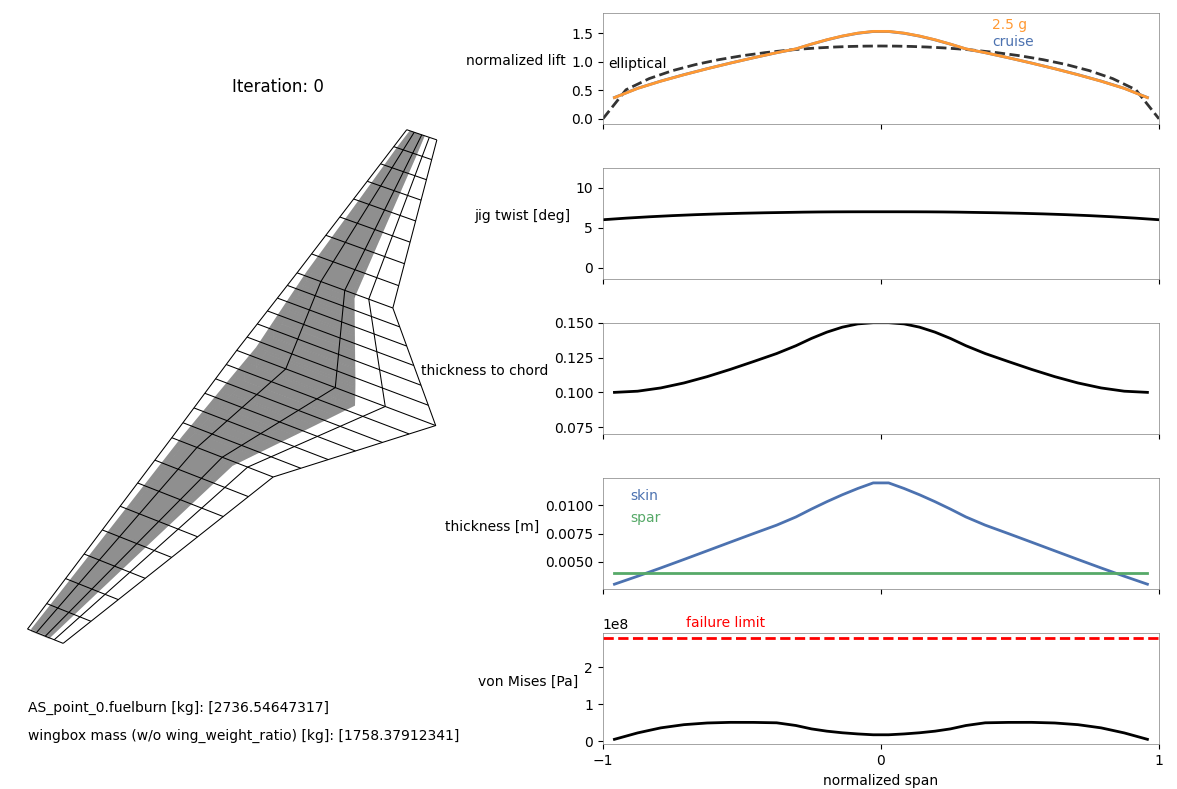 Iteration: 0
AS_point_0.fuelburn [kg]: [2736.54647317]
wingbox mass (w/o wing_weight_ratio) [kg]: [1758.37912341]
2.5 g
cruise
elliptical
normalized lift
1.5
1.0
0.5
0.0
jig twist [deg]
10
5
0
thickness to chord
0.150
0.125
0.100
0.075
thickness [m]
skin
spar
0.0100
0.0075
0.0050
1e8
failure limit
von Mises [Pa]
2
1
0
−1
0
1
normalized span